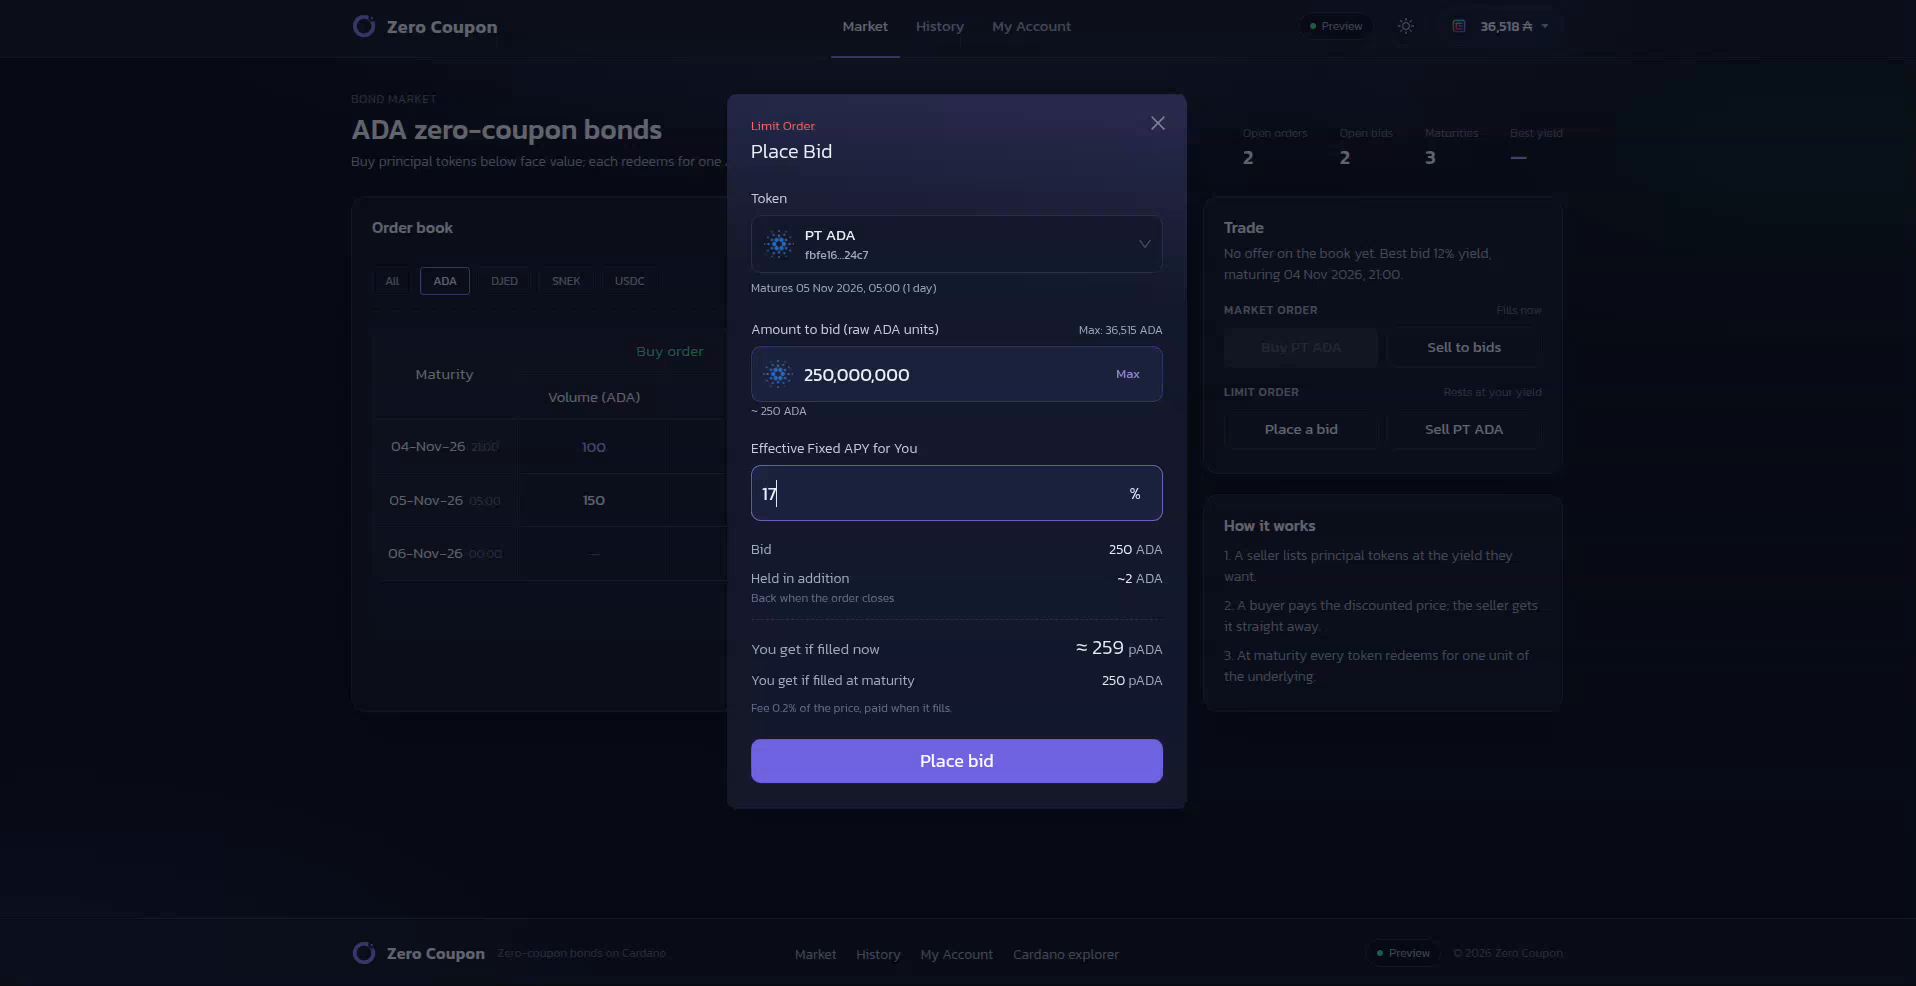 Zero Coupon
Market
History
My Account
Preview
36,518 ₳
BOND MARKET
ADA zero-coupon bonds
Buy principal tokens below face value; each redeems for one
Open orders
2
Open bids
2
Maturities
3
Best yield
—
Order book
All
ADA
DJED
SNEK
USDC
Maturity
Buy order
Volume (ADA)
04-Nov-26 21:00
100
05-Nov-26 05:00
150
06-Nov-26 00:00
—
Limit Order
Place Bid
Token
PT ADA
fbfe16...24c7
Matures 05 Nov 2026, 05:00 (1 day)
Amount to bid (raw ADA units)
Max: 36,515 ADA
250,000,000
Max
~ 250 ADA
Effective Fixed APY for You
17
%
Bid
250 ADA
Held in addition
~2 ADA
Back when the order closes
You get if filled now
≈ 259 pADA
You get if filled at maturity
250 pADA
Fee 0.2% of the price, paid when it fills.
Place bid
Trade
No offer on the book yet. Best bid 12% yield,
maturing 04 Nov 2026, 21:00.
MARKET ORDER
Fills now
Buy PT ADA
Sell to bids
LIMIT ORDER
Rests at your yield
Place a bid
Sell PT ADA
How it works
1. A seller lists principal tokens at the yield they
want.
2. A buyer pays the discounted price; the seller gets
it straight away.
3. At maturity every token redeems for one unit of
the underlying.
Zero Coupon
Zero-coupon bonds on Cardano
Market
History
My Account
Cardano explorer
Preview
© 2026 Zero Coupon